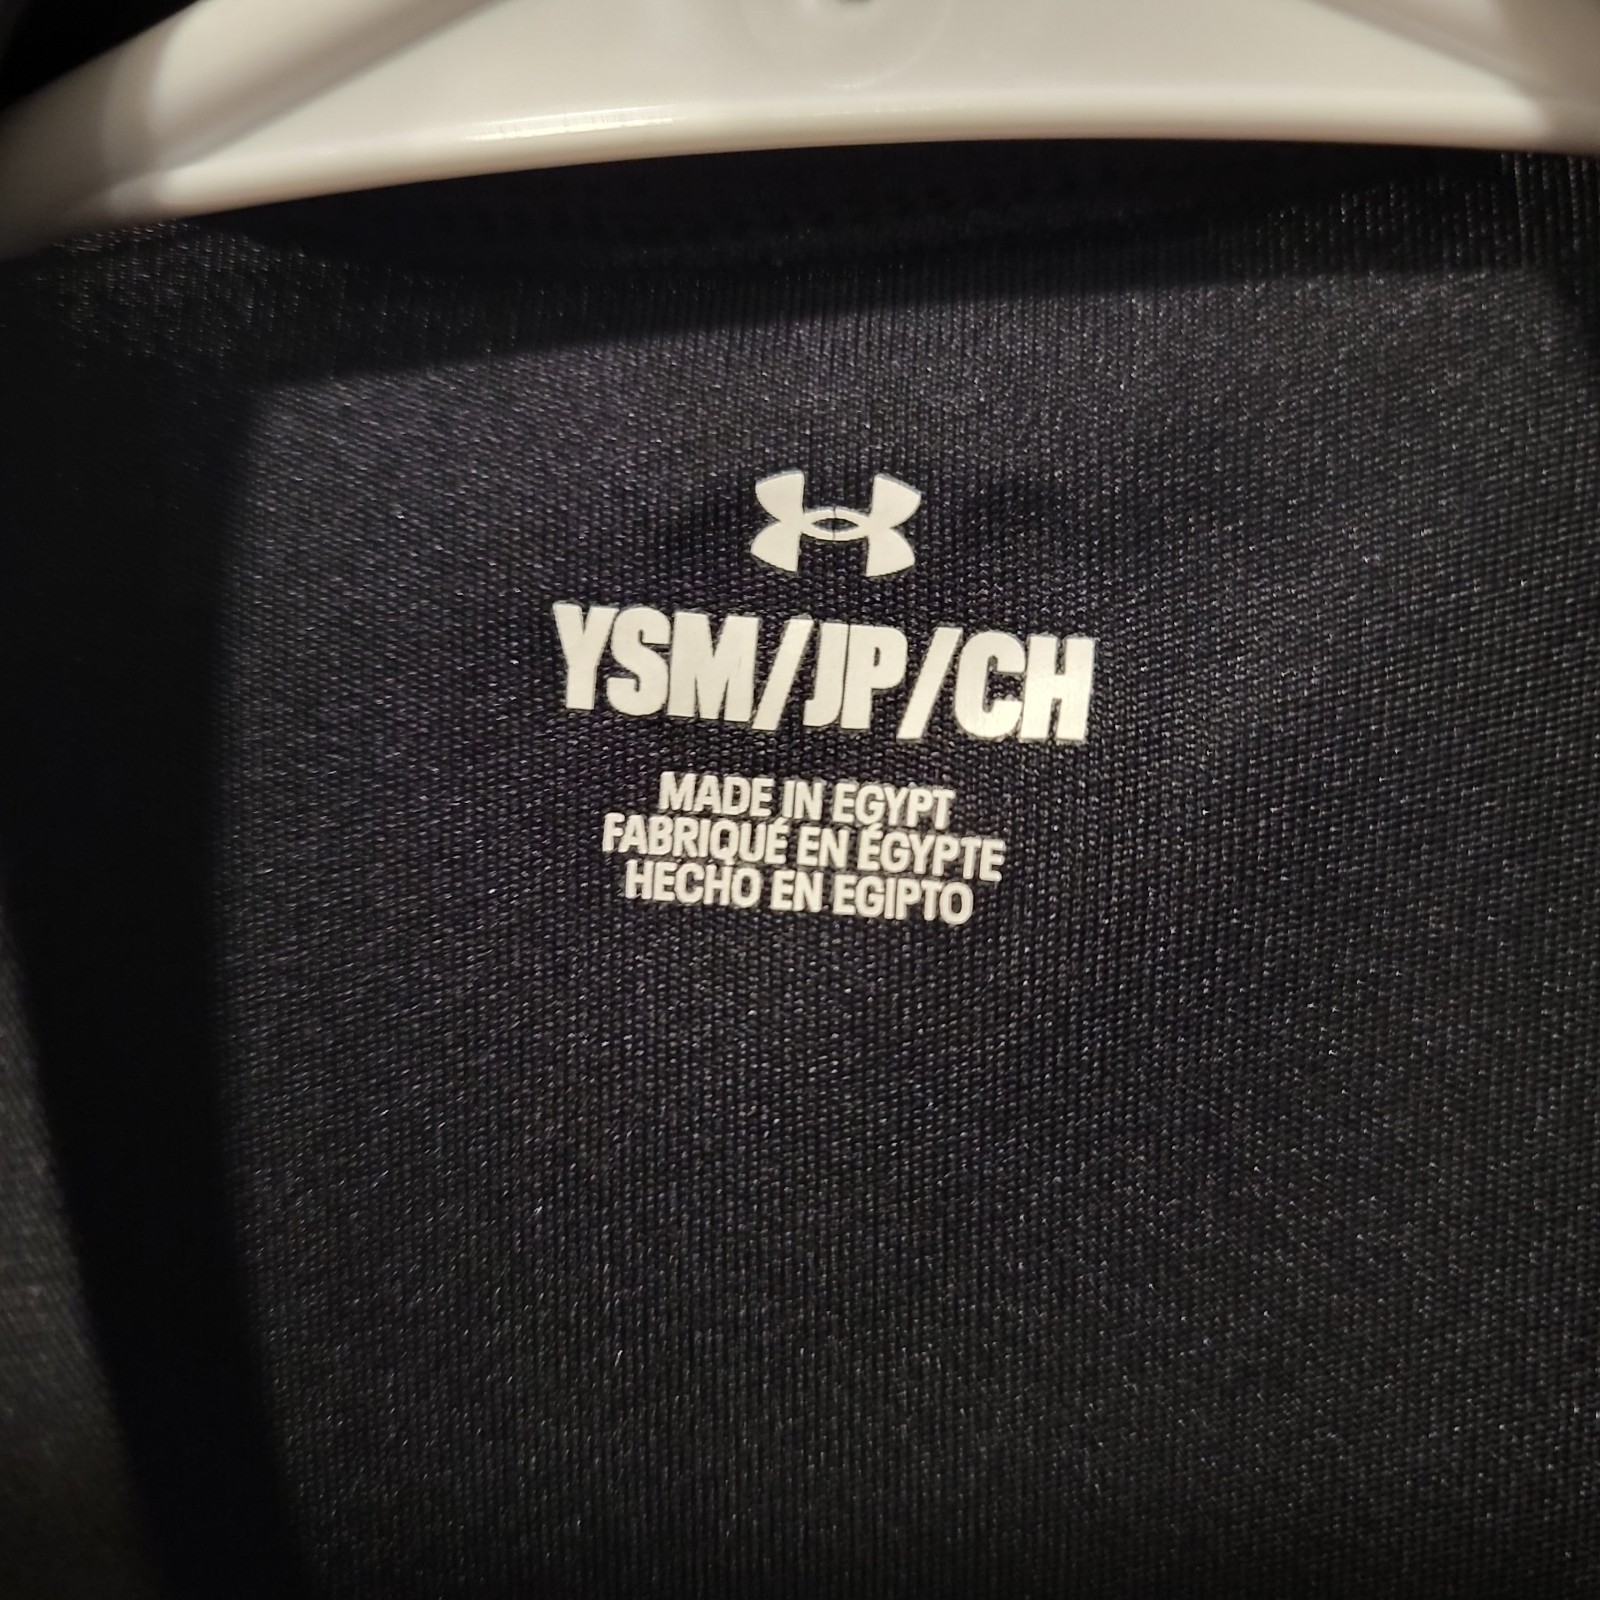 YSM/JP/CH
MADE IN EGYPT
FABRIQUÉ EN ÉGYPTE
HECHO EN EGIPTO